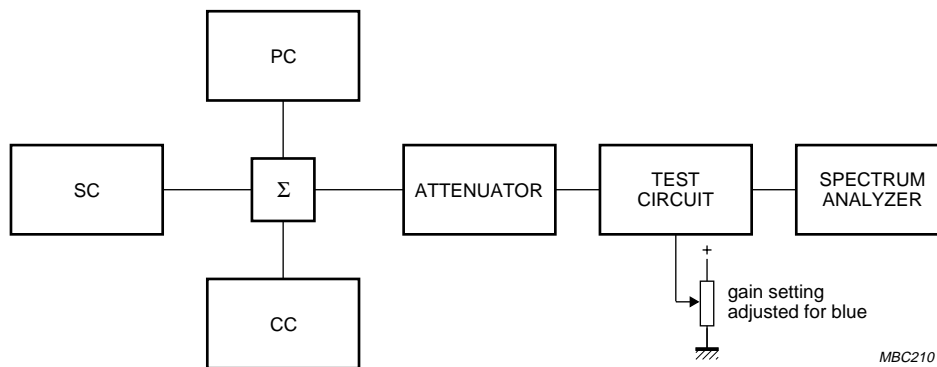 PC
SC
Σ
ATTENUATOR
TEST
CIRCUIT
SPECTRUM
ANALYZER
+
gain setting
adjusted for blue
CC
MBC210